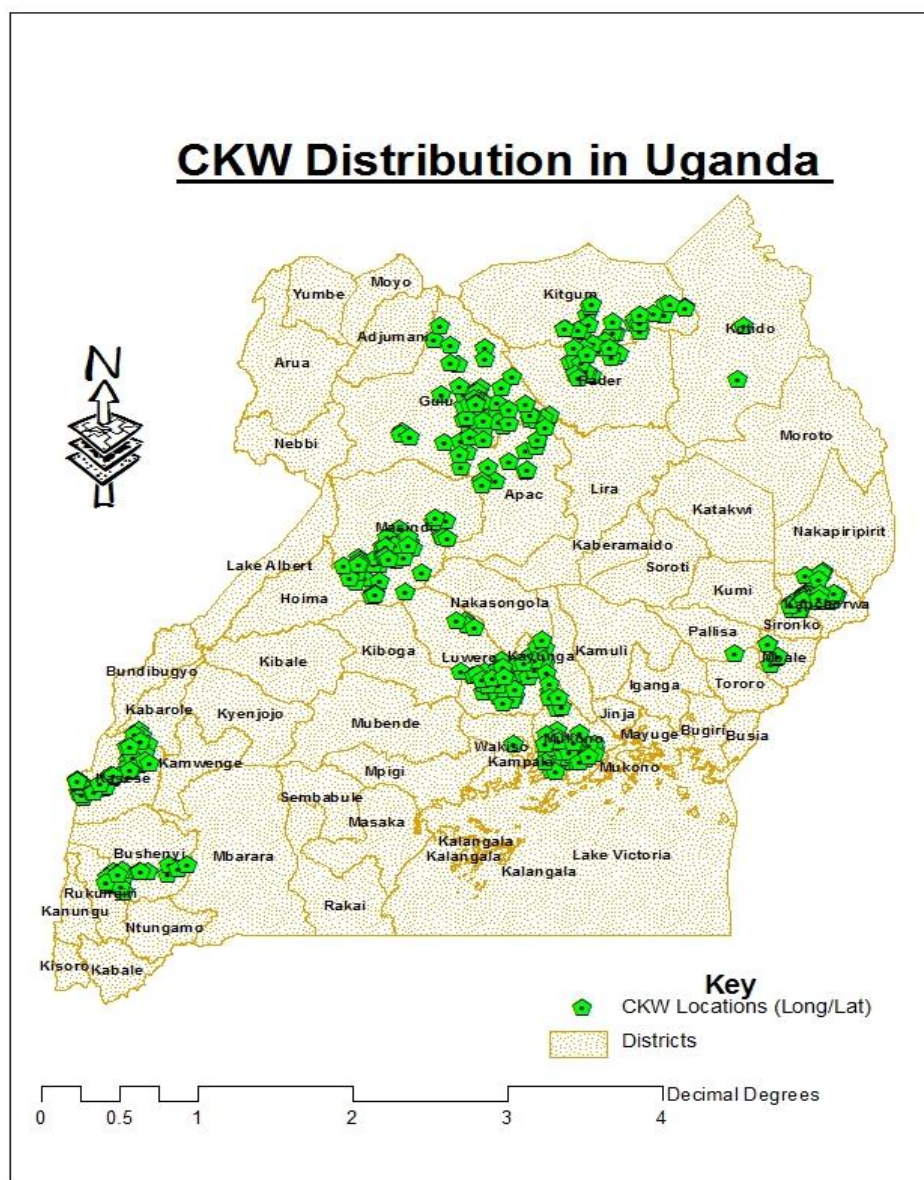 CKW Distribution in Uganda
N
Moyo
Yumbe
Kitgum
Adjumani
Kotido
Arua
Pader
Gulu
Moroto
Nebbi
Lira
Apac
Katakwi
Masindi
Nakapiripirit
Kaberamaido
Lake Albert
Soroti
Kumi
Hoima
Nakasongola
Kapchorwa
Sironko
Pallisa
Kiboga
Kamuli
Luwero
Kayunga
Kibale
Mbale
Bundibugyo
Iganga
Tororo
Kabarole
Kyenjojo
Jinja
Mubende
Mayuge
Bugiri
Busia
Wakiso
Mukono
Kamwenge
Kampala
Mukono
Mpigi
Kasese
Sembabule
Masaka
Kalangala
Bushenyi
Mbarara
Kalangala
Lake Victoria
Kalangala
Rukungiri
Kanungu
Rakai
Ntungamo
Kisoro
Kabale
Key
CKW Locations (Long/Lat)
Districts
Decimal Degrees
0 0.5 1 2 3 4